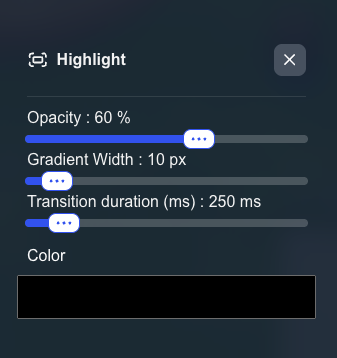 Highlight
Opacity : 60 %
Gradient Width : 10 px
Transition duration (ms) : 250 ms
Color